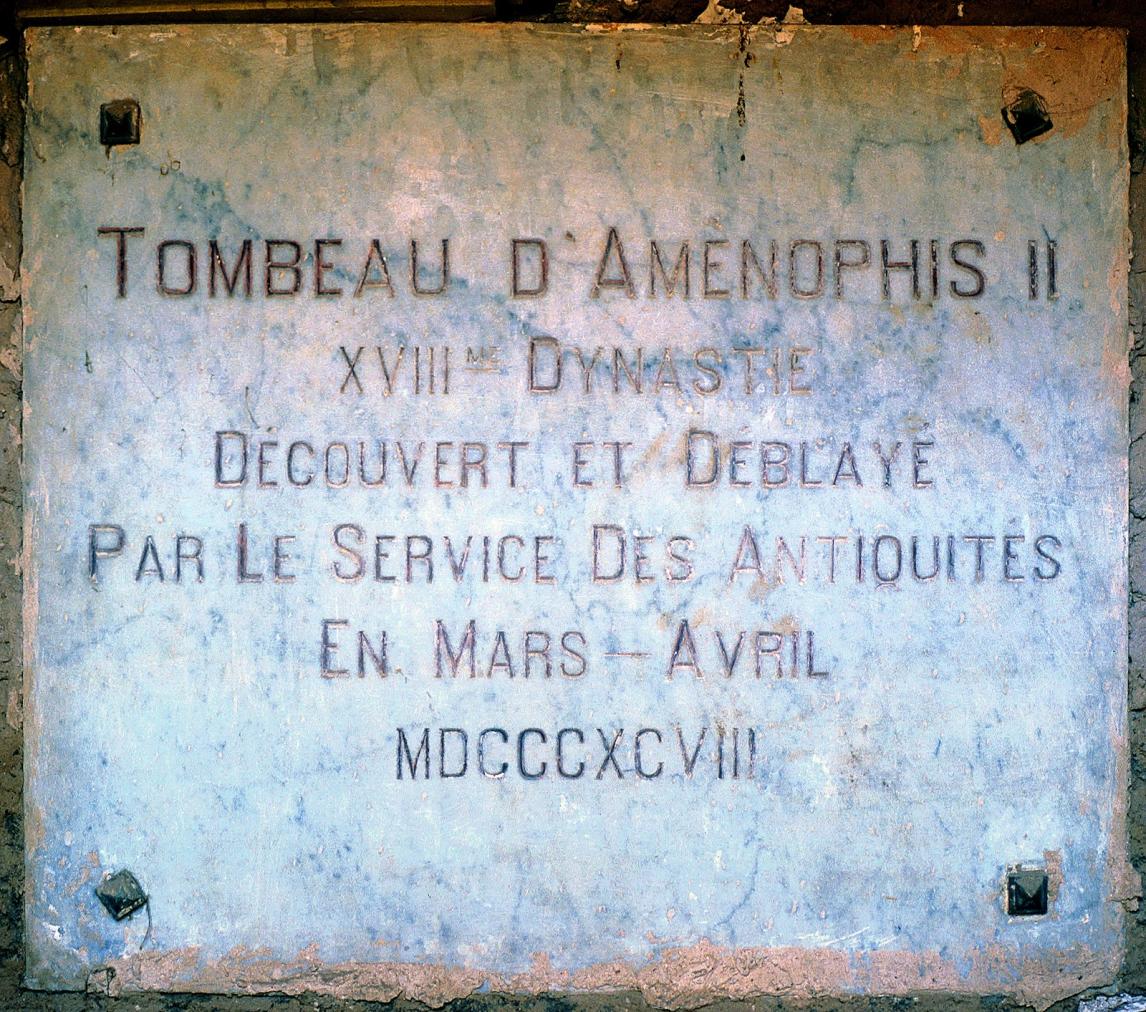 TOMBEAU D'AMÉNOPHIS II
XVIIIME DYNASTIE
DÉCOUVERT ET DÉBLAYÉ
PAR LE SERVICE DES ANTIQUITÉS
EN MARS – AVRIL
MDCCCXCVIII